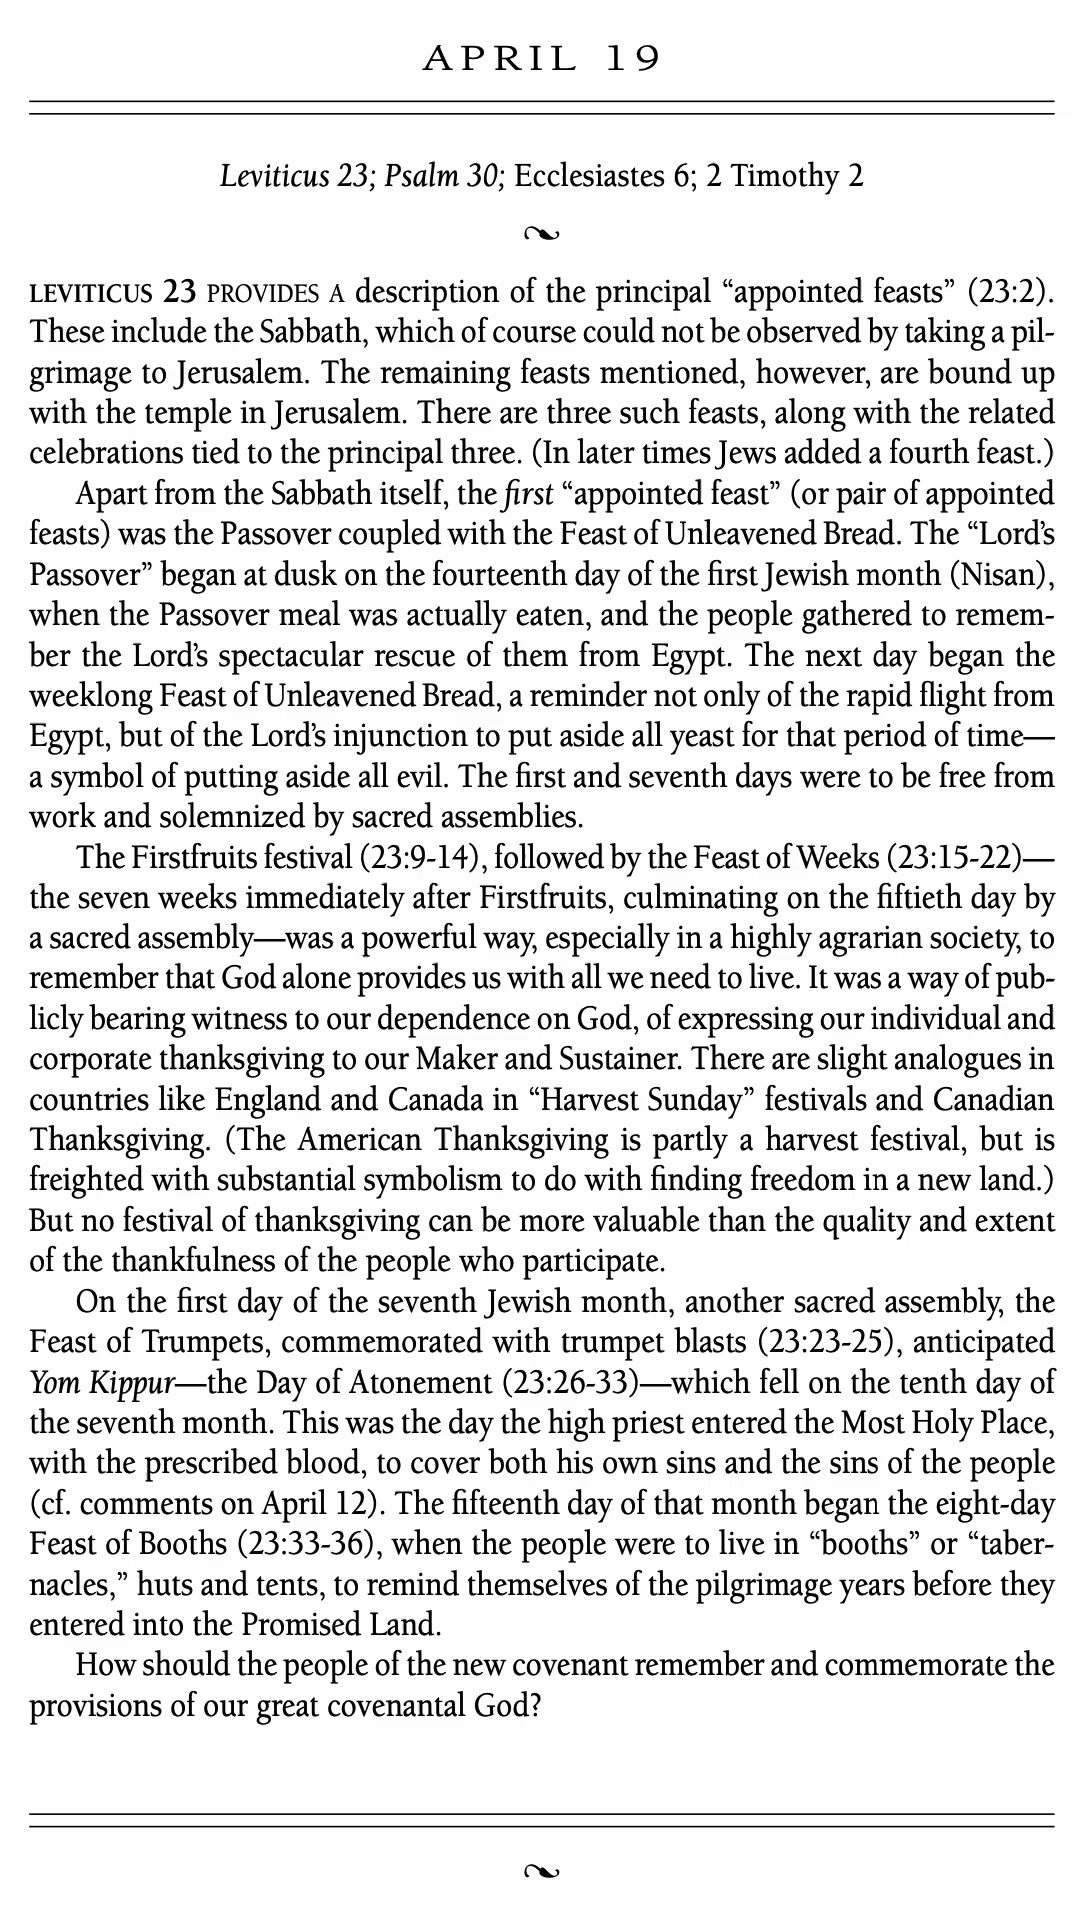 APRIL 19
Leviticus 23; Psalm 30; Ecclesiastes 6; 2 Timothy 2
LEVITICUS 23 PROVIDES A description of the principal “appointed feasts” (23:2).
These include the Sabbath, which of course could not be observed by taking a pil-
grimage to Jerusalem. The remaining feasts mentioned, however, are bound up
with the temple in Jerusalem. There are three such feasts, along with the related
celebrations tied to the principal three. (In later times Jews added a fourth feast.)
Apart from the Sabbath itself, the first “appointed feast” (or pair of appointed
feasts) was the Passover coupled with the Feast of Unleavened Bread. The “Lord’s
Passover” began at dusk on the fourteenth day of the first Jewish month (Nisan),
when the Passover meal was actually eaten, and the people gathered to remem-
ber the Lord’s spectacular rescue of them from Egypt. The next day began the
weeklong Feast of Unleavened Bread, a reminder not only of the rapid flight from
Egypt, but of the Lord’s injunction to put aside all yeast for that period of time—
a symbol of putting aside all evil. The first and seventh days were to be free from
work and solemnized by sacred assemblies.
The Firstfruits festival (23:9-14), followed by the Feast of Weeks (23:15-22)—
the seven weeks immediately after Firstfruits, culminating on the fiftieth day by
a sacred assembly—was a powerful way, especially in a highly agrarian society, to
remember that God alone provides us with all we need to live. It was a way of pub-
licly bearing witness to our dependence on God, of expressing our individual and
corporate thanksgiving to our Maker and Sustainer. There are slight analogues in
countries like England and Canada in “Harvest Sunday” festivals and Canadian
Thanksgiving. (The American Thanksgiving is partly a harvest festival, but is
freighted with substantial symbolism to do with finding freedom in a new land.)
But no festival of thanksgiving can be more valuable than the quality and extent
of the thankfulness of the people who participate.
On the first day of the seventh Jewish month, another sacred assembly, the
Feast of Trumpets, commemorated with trumpet blasts (23:23-25), anticipated
Yom Kippur—the Day of Atonement (23:26-33)—which fell on the tenth day of
the seventh month. This was the day the high priest entered the Most Holy Place,
with the prescribed blood, to cover both his own sins and the sins of the people
(cf. comments on April 12). The fifteenth day of that month began the eight-day
Feast of Booths (23:33-36), when the people were to live in “booths” or “taber-
nacles,” huts and tents, to remind themselves of the pilgrimage years before they
entered into the Promised Land.
How should the people of the new covenant remember and commemorate the
provisions of our great covenantal God?